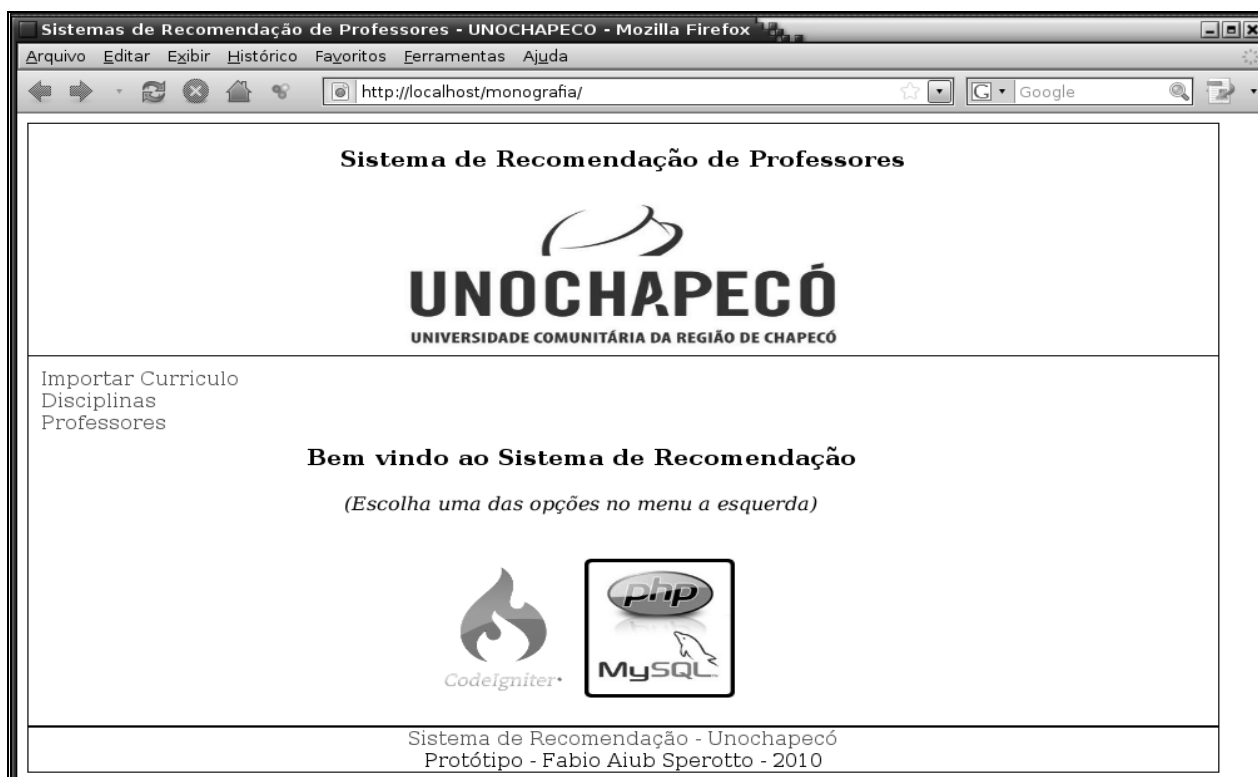 Sistemas de Recomendação de Professores - UNOCHAPECO - Mozilla Firefox
Arquivo Editar Exibir Histórico Favoritos Ferramentas Ajuda
http://localhost/monografia/ G Google
Sistema de Recomendação de Professores
UNOCHAPECÓ
UNIVERSIDADE COMUNITÁRIA DA REGIÃO DE CHAPECÓ
Importar Curriculo
Disciplinas
Professores
Bem vindo ao Sistema de Recomendação
(Escolha uma das opções no menu a esquerda)
php
MySQL
CodeIgniter
Sistema de Recomendação - Unochapecó
Protótipo - Fabio Aiub Sperotto - 2010